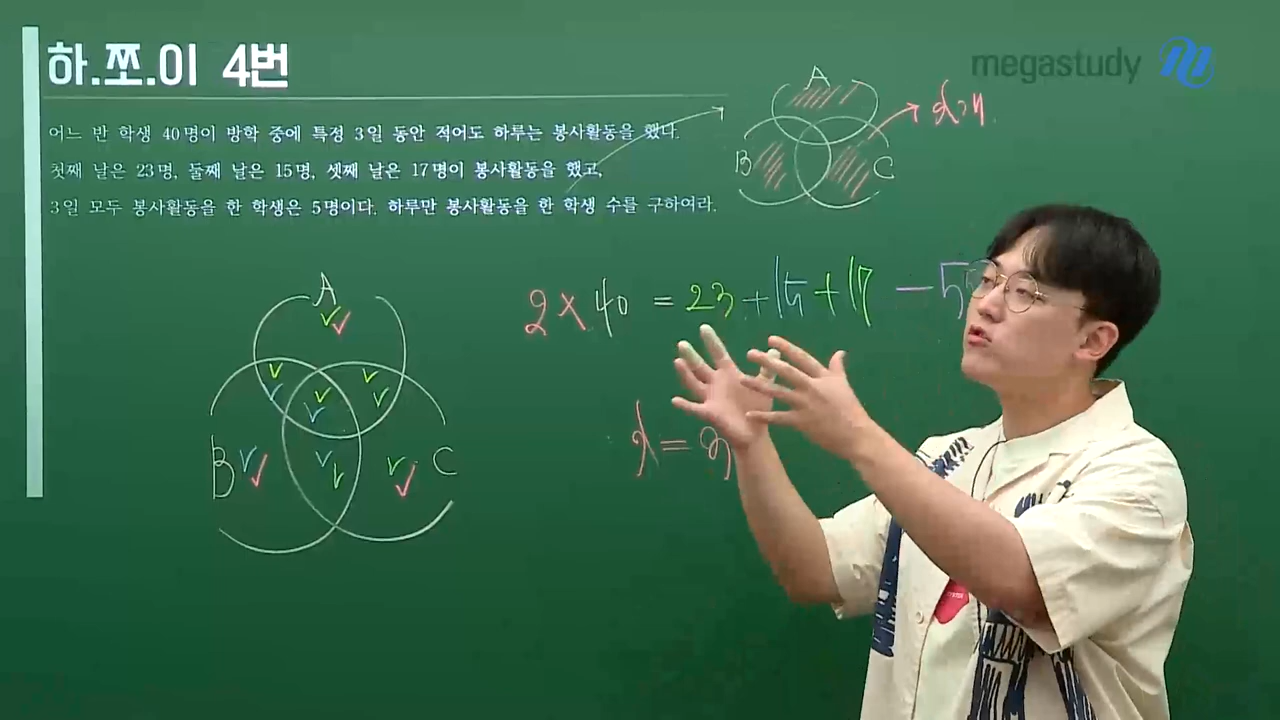 하.쪼.이 4번
megastudy
어느 반 학생 40명이 방학 중에 특정 3일 동안 적어도 하루는 봉사활동을 했다.
첫째 날은 23명, 둘째 날은 15명, 셋째 날은 17명이 봉사활동을 했고,
3일 모두 봉사활동을 한 학생은 5명이다. 하루만 봉사활동을 한 학생 수를 구하여라.
A
B
C
2× 40 = 23 + 15 + 17 - 5
A
B
C